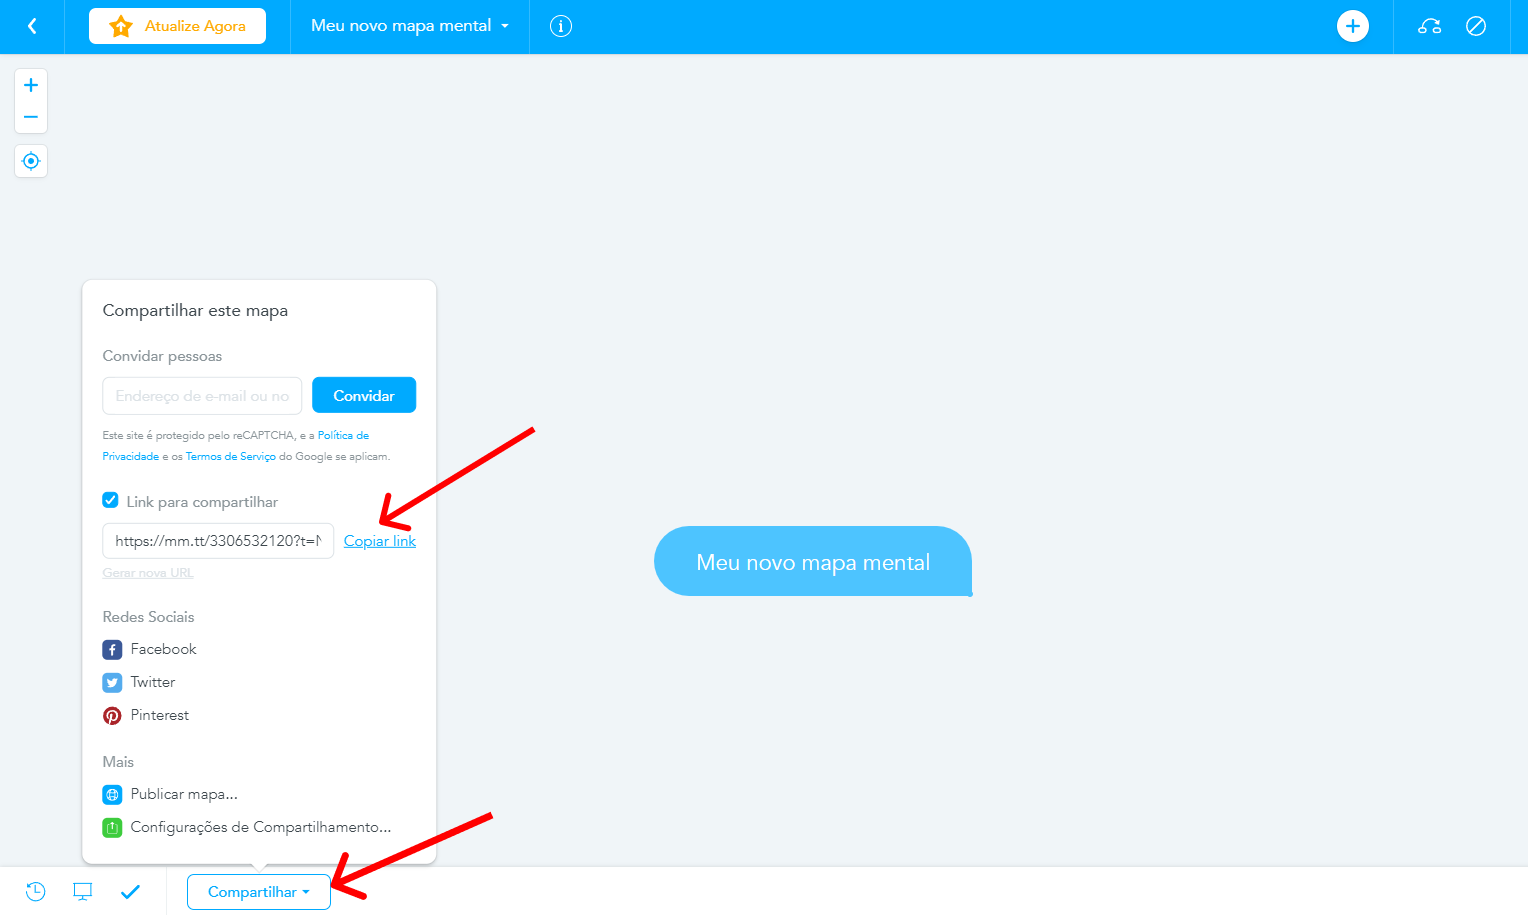 Atualize Agora
Meu novo mapa mental
Compartilhar este mapa
Convidar pessoas
Endereço de e-mail ou no
Convidar
Este site é protegido pelo reCAPTCHA, e a Política de
Privacidade e os Termos de Serviço do Google se aplicam.
Link para compartilhar
https://mm.tt/3306532120?t=
Copiar link
Gerar nova URL
Redes Sociais
Facebook
Twitter
Pinterest
Mais
Publicar mapa...
Configurações de Compartilhamento...
Meu novo mapa mental
Compartilhar